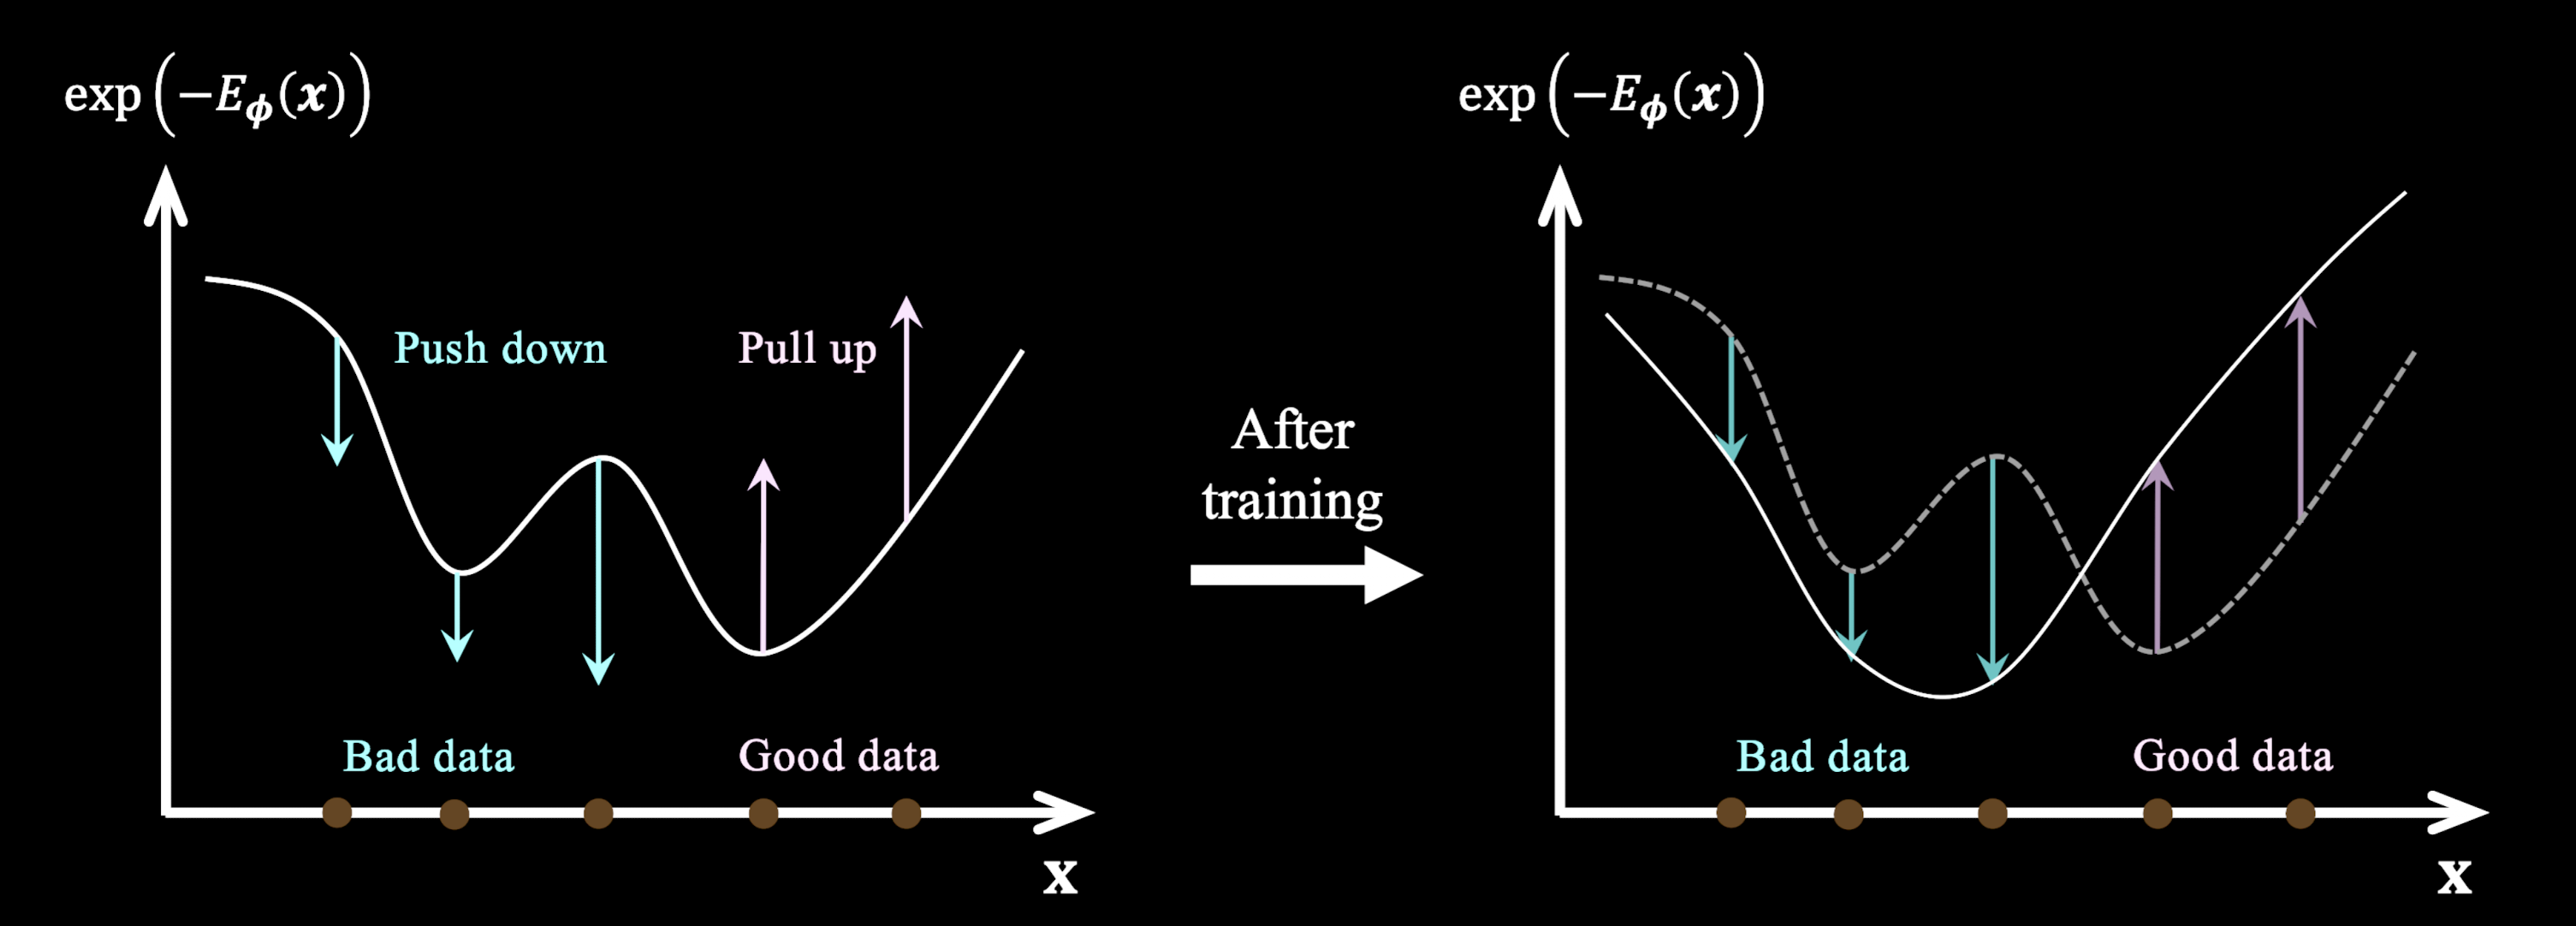 exp(−E_ϕ(x))
Push down
Pull up
Bad data
Good data
x
After
training
exp(−E_ϕ(x))
Bad data
Good data
x